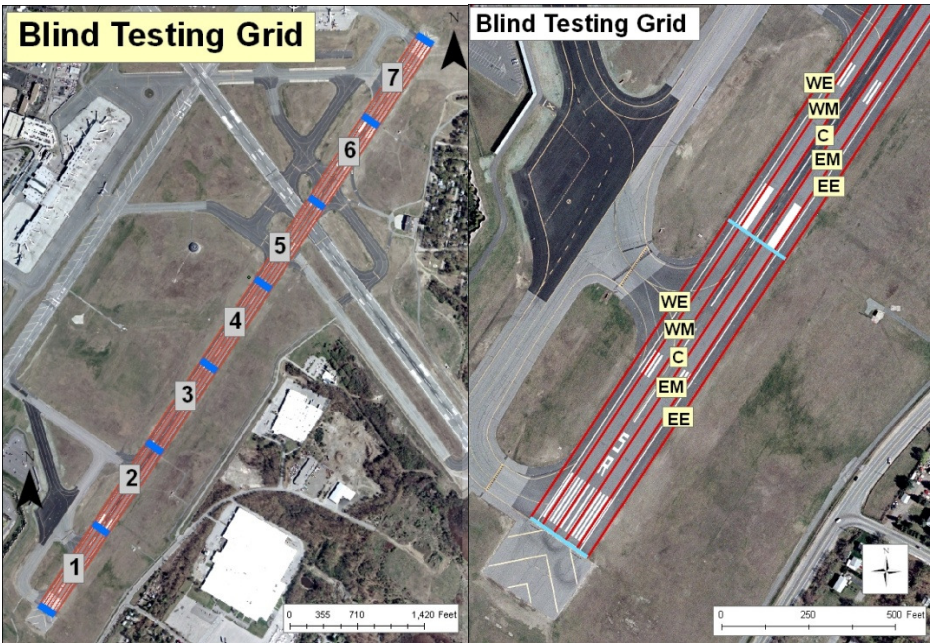 Blind Testing Grid
N
7
6
5
4
3
2
1
0 355 710 1,420 Feet
Blind Testing Grid
WE
WM
C
EM
EE
WE
WM
C
EM
EE
N
0 250 500 Feet